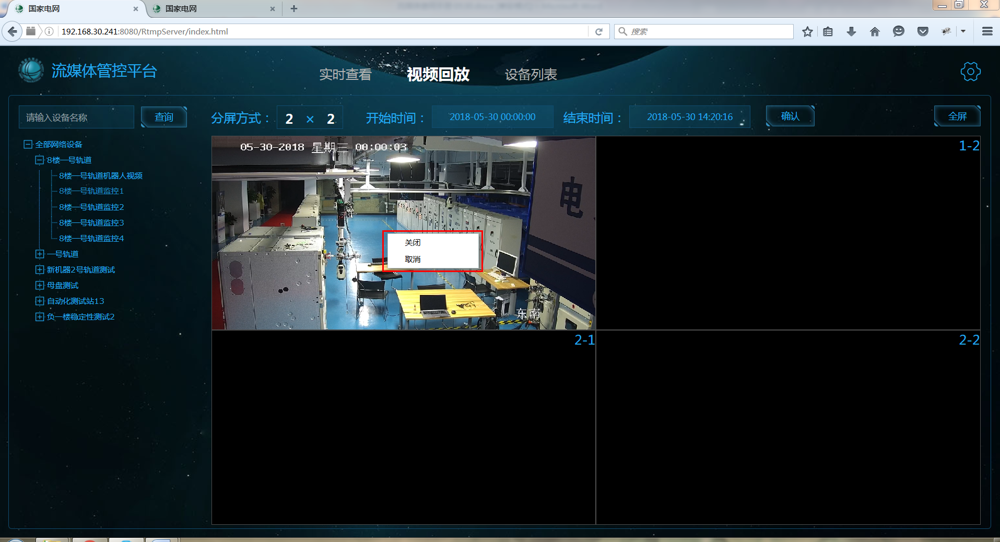 国家电网
国家电网
192.168.30.241:8080/RtmpServer/index.html
搜索
流媒体管控平台
实时查看
视频回放
设备列表
请输入设备名称
查询
分屏方式： 2 × 2
开始时间： 2018-05-30 00:00:00
结束时间： 2018-05-30 14:20:16
确认
全屏
全部网络设备
8楼一号轨道
8楼一号轨道机器人视频
8楼一号轨道监控1
8楼一号轨道监控2
8楼一号轨道监控3
8楼一号轨道监控4
一号轨道
新机器2号轨道测试
母盘测试
自动化测试站13
负一楼稳定性测试2
05-30-2018 星期三 00:00:03
电
关闭
取消
东南
1-2
2-1
2-2